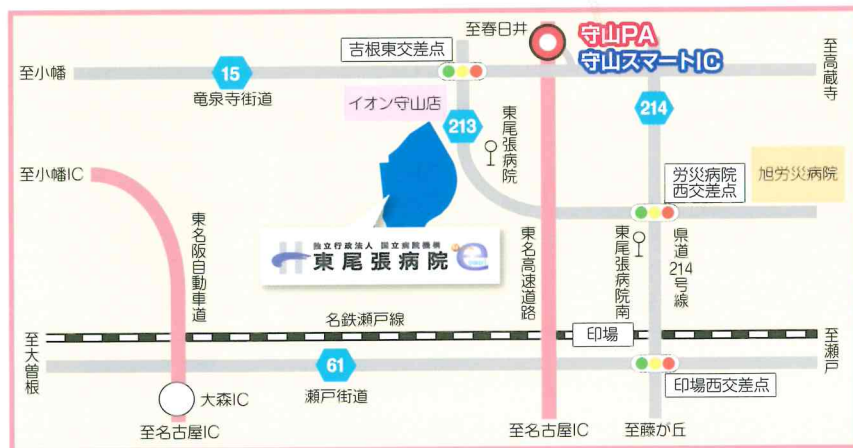 至春日井
守山PA
守山スマートIC
吉根東交差点
至高蔵寺
至小幡
15
竜泉寺街道
イオン守山店
213
214
東尾張病院
至小幡IC
労災病院
西交差点
旭労災病院
東名阪自動車道
独立行政法人 国立病院機構
東尾張病院
e
東名高速道路
東尾張病院南
県道214号線
名鉄瀬戸線
印場
至大曽根
至瀬戸
61
瀬戸街道
大森IC
印場西交差点
至名古屋IC
至名古屋IC
至藤が丘